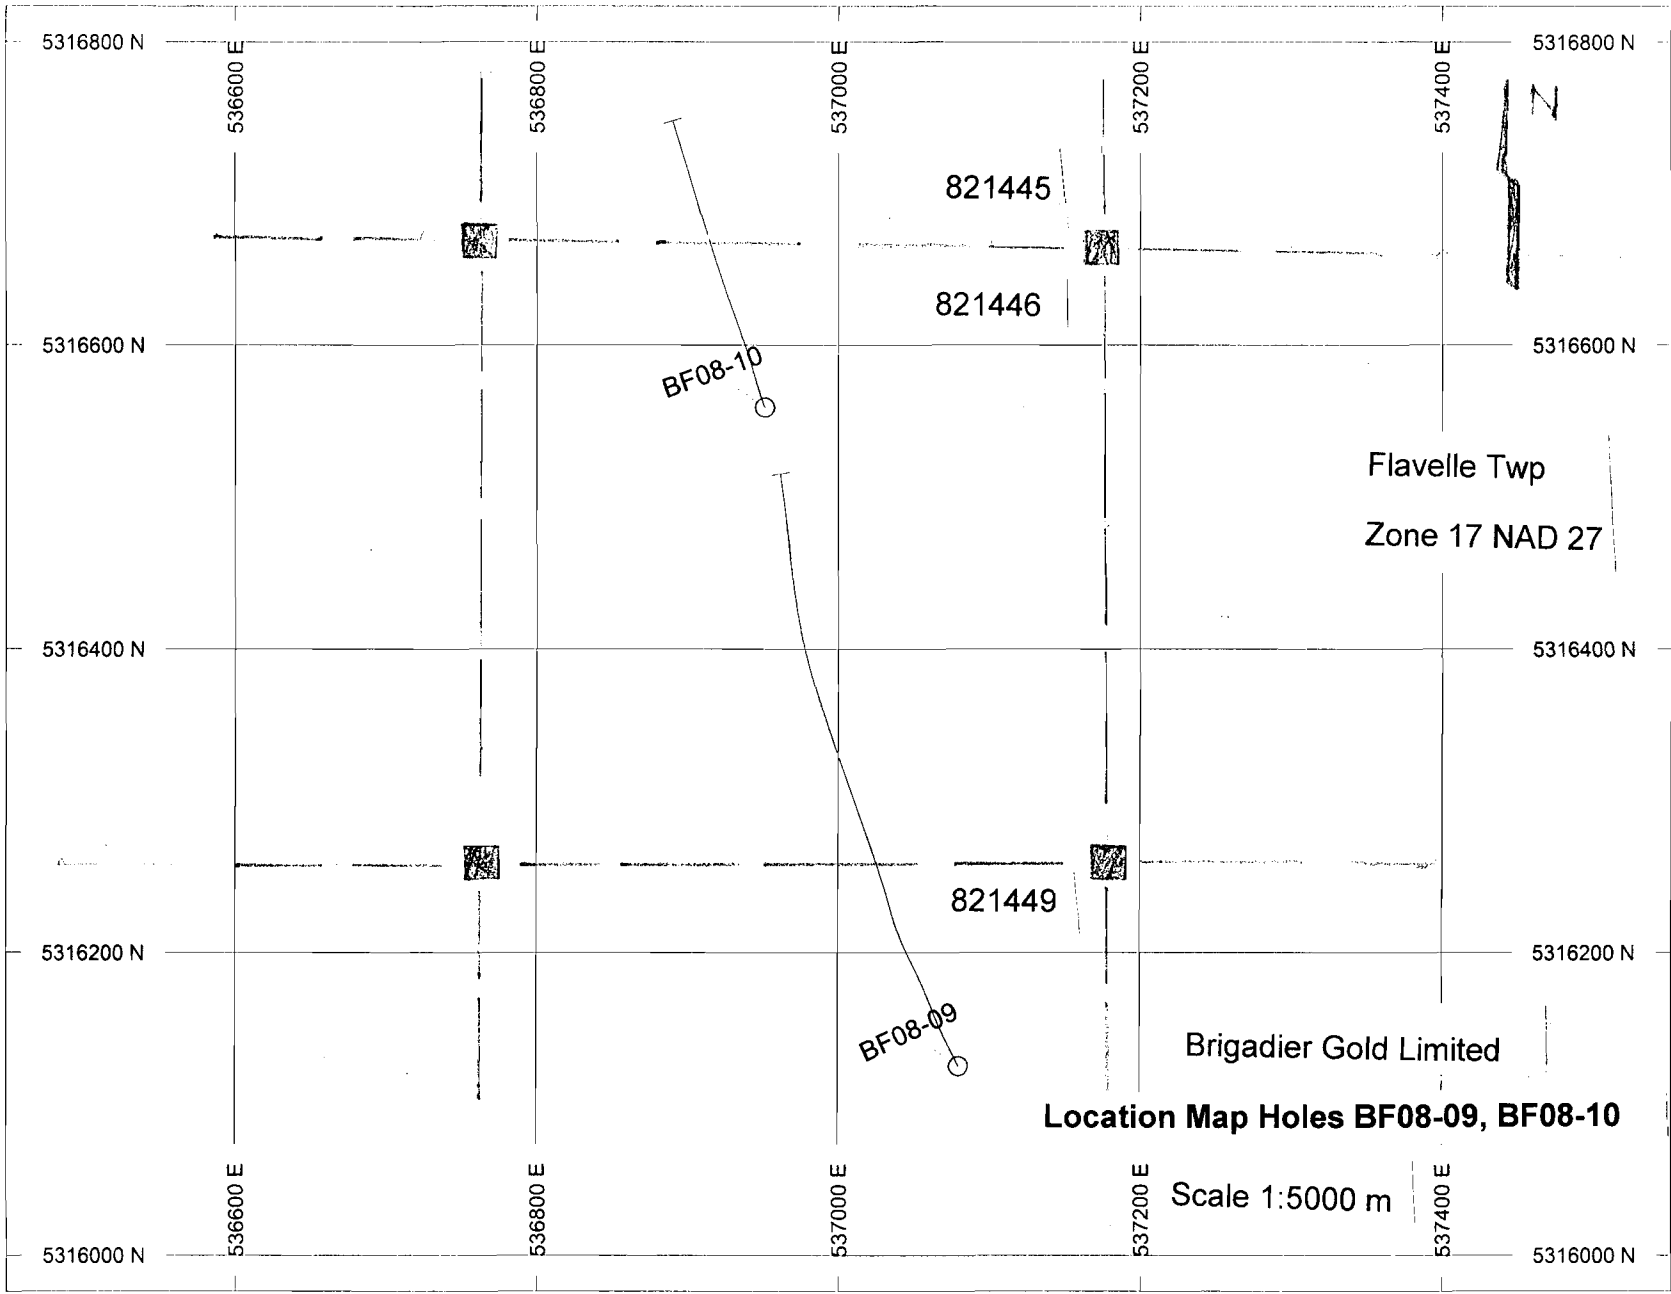 5316800 N
536600 E
536800 E
537000 E
537200 E
537400 E
5316800 N
N
821445
821446
5316600 N
5316600 N
BF08-10
Flavelle Twp
Zone 17 NAD 27
5316400 N
5316400 N
821449
5316200 N
5316200 N
BF08-09
Brigadier Gold Limited
Location Map Holes BF08-09, BF08-10
536600 E
536800 E
537000 E
537200 E
Scale 1:5000 m
537400 E
5316000 N
5316000 N